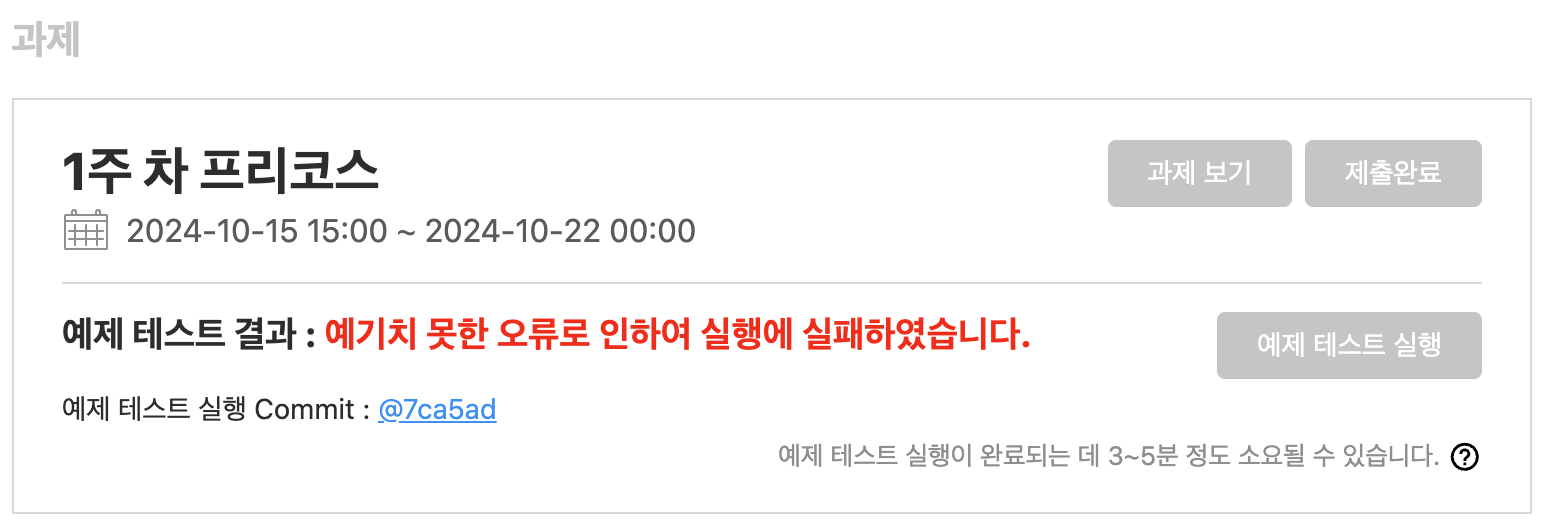 과제
1주 차 프리코스
과제 보기
제출완료
2024-10-15 15:00 ~ 2024-10-22 00:00
예제 테스트 결과 : 예기치 못한 오류로 인하여 실행에 실패하였습니다.
예제 테스트 실행
예제 테스트 실행 Commit : @7ca5ad
예제 테스트 실행이 완료되는 데 3~5분 정도 소요될 수 있습니다. ?